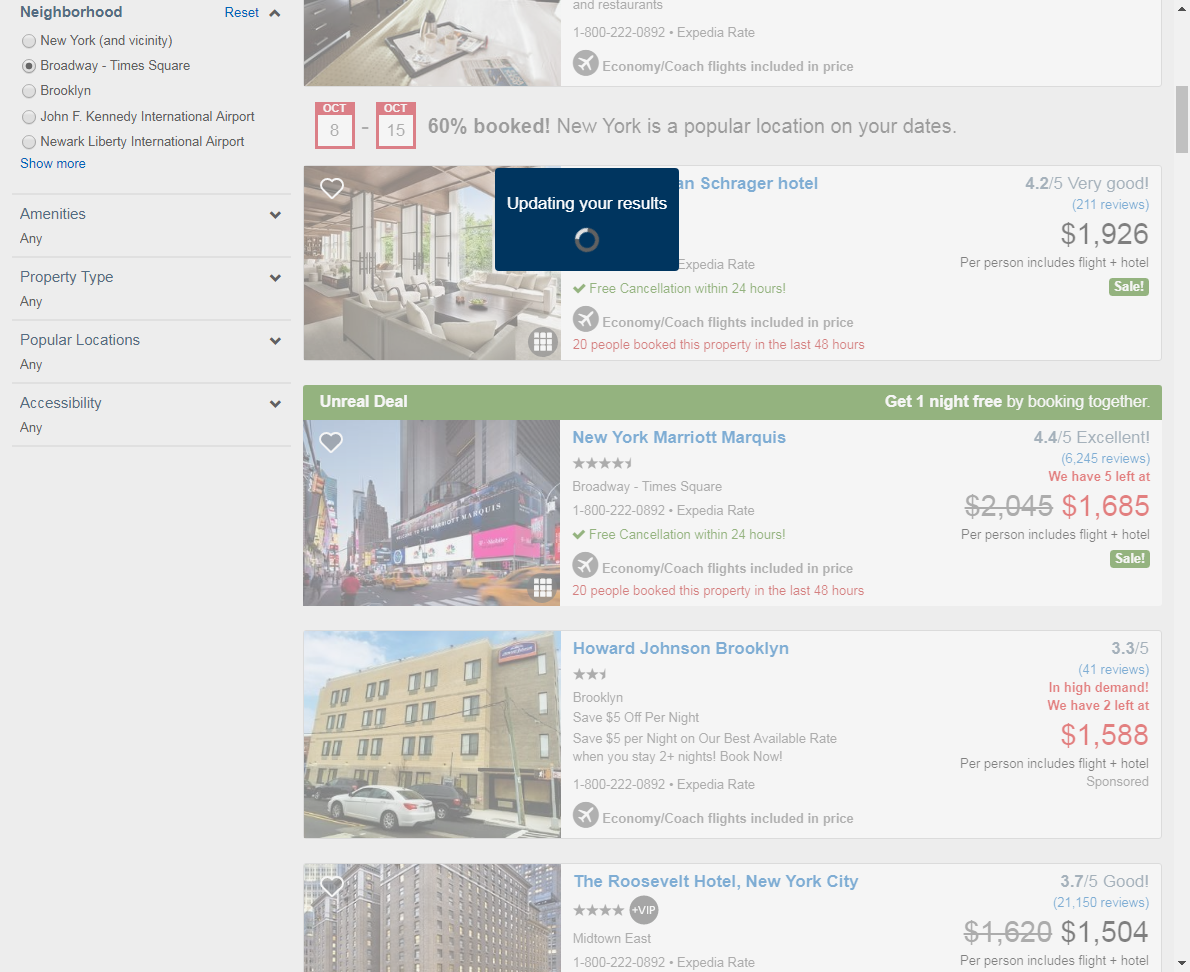 Neighborhood
Reset
New York (and vicinity)
Broadway - Times Square
Brooklyn
John F. Kennedy International Airport
Newark Liberty International Airport
Show more
Amenities
Any
Property Type
Any
Popular Locations
Any
Accessibility
Any
and restaurants
1-800-222-0892 • Expedia Rate
Economy/Coach flights included in price
OCT
8
-
OCT
15
60% booked! New York is a popular location on your dates.
Updating your results
an Schrager hotel
Expedia Rate
Free Cancellation within 24 hours!
Economy/Coach flights included in price
20 people booked this property in the last 48 hours
4.2/5 Very good!
(211 reviews)
$1,926
Per person includes flight + hotel
Sale!
Unreal Deal
Get 1 night free by booking together.
WELCOME TO THE MARRIOTT MARQUIS
New York Marriott Marquis
Broadway - Times Square
1-800-222-0892 • Expedia Rate
Free Cancellation within 24 hours!
Economy/Coach flights included in price
20 people booked this property in the last 48 hours
4.4/5 Excellent!
(6,245 reviews)
We have 5 left at
$2,045 $1,685
Per person includes flight + hotel
Sale!
Howard Johnson Brooklyn
Brooklyn
Save $5 Off Per Night
Save $5 per Night on Our Best Available Rate
when you stay 2+ nights! Book Now!
1-800-222-0892 • Expedia Rate
Economy/Coach flights included in price
3.3/5
(41 reviews)
In high demand!
We have 2 left at
$1,588
Per person includes flight + hotel
Sponsored
The Roosevelt Hotel, New York City
+VIP
Midtown East
1-800-222-0892 • Expedia Rate
3.7/5 Good!
(21,150 reviews)
$1,620 $1,504
Per person includes flight + hotel